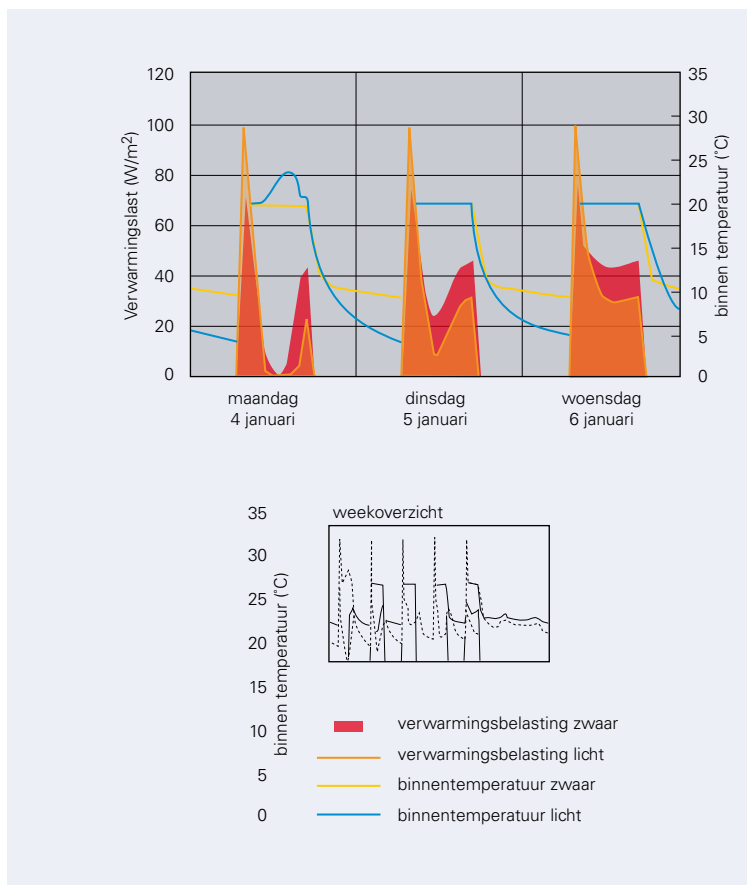 120
100
80
60
40
20
0
Verwarmingslast (W/m2)
35
30
25
20
15
10
5
0
binnen temperatuur (˚C)
maandag
4 januari
dinsdag
5 januari
woensdag
6 januari
35
30
25
20
15
10
5
0
binnen temperatuur (˚C)
weekoverzicht
verwarmingsbelasting zwaar
verwarmingsbelasting licht
binnentemperatuur zwaar
binnentemperatuur licht